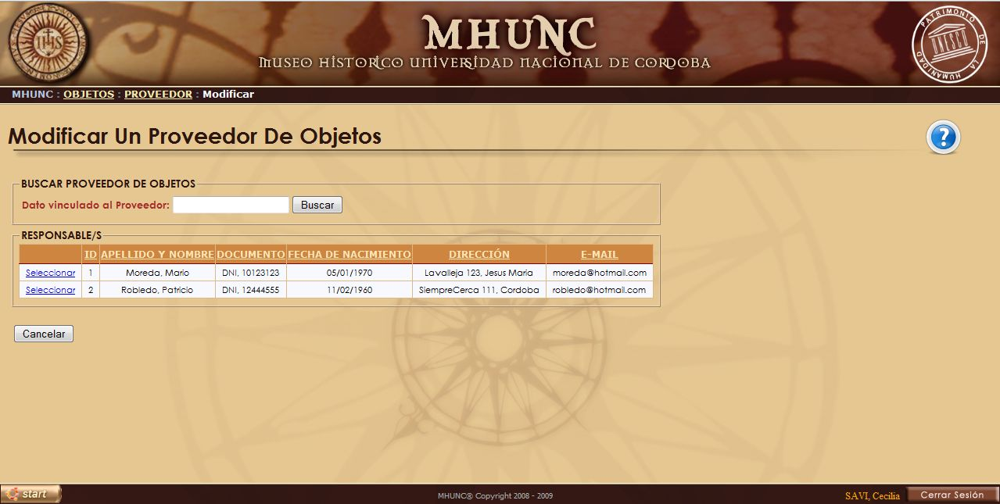 IHS
MHUNC
MUSEO HISTORICO UNIVERSIDAD NACIONAL DE CORDOBA
PATRIMONIO DE LA HUMANIDAD
UNESCO
MHUNC : OBJETOS : PROVEEDOR : Modificar
Modificar Un Proveedor De Objetos
?
BUSCAR PROVEEDOR DE OBJETOS
Dato vinculado al Proveedor: Buscar
RESPONSABLE/S
ID APELLIDO Y NOMBRE DOCUMENTO FECHA DE NACIMIENTO DIRECCIÓN E-MAIL
Seleccionar 1 Moreda, Mario DNI, 10123123 05/01/1970 Lavalleja 123, Jesus Maria moreda@hotmail.com
Seleccionar 2 Robledo, Patricio DNI, 12444555 11/02/1960 SiempreCerca 111, Cordoba robledo@hotmail.com
Cancelar
start MHUNC® Copyright 2008 - 2009 SAVI, Cecilia Cerrar Sesión